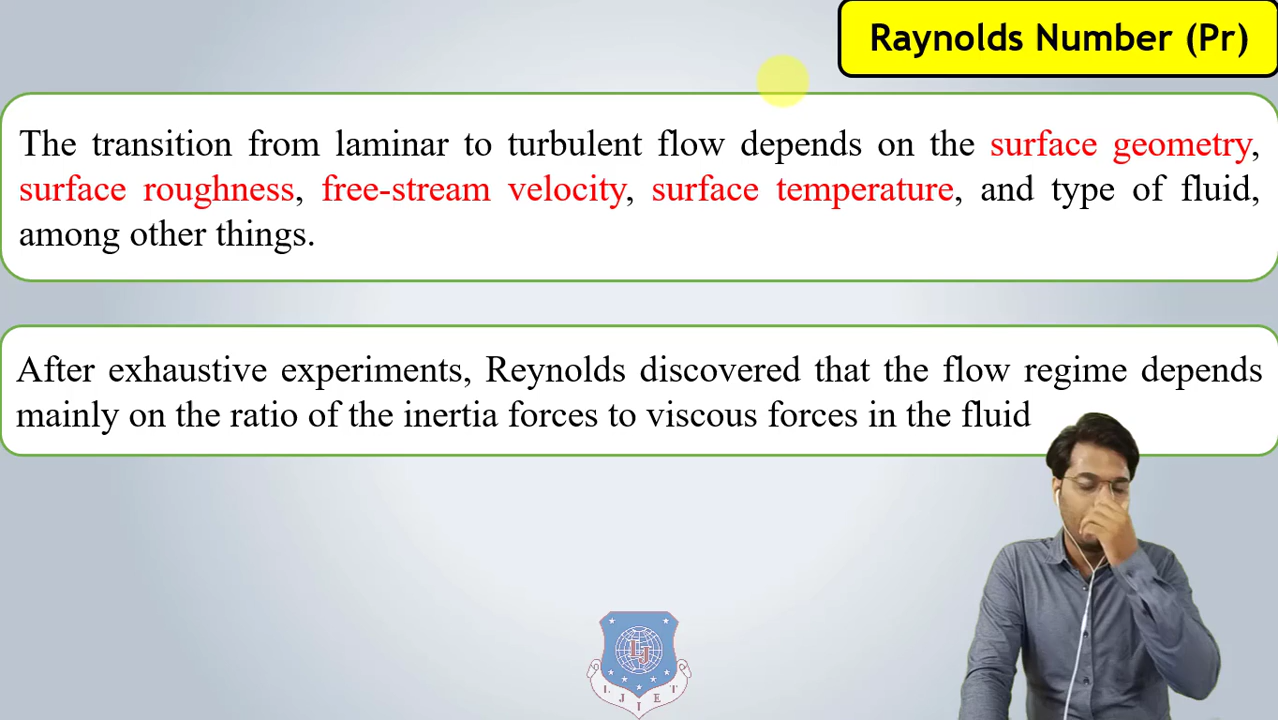 Raynolds Number (Pr)
The transition from laminar to turbulent flow depends on the surface geometry,
surface roughness, free-stream velocity, surface temperature, and type of fluid,
among other things.
After exhaustive experiments, Reynolds discovered that the flow regime depends
mainly on the ratio of the inertia forces to viscous forces in the fluid
LJ
L J I E T